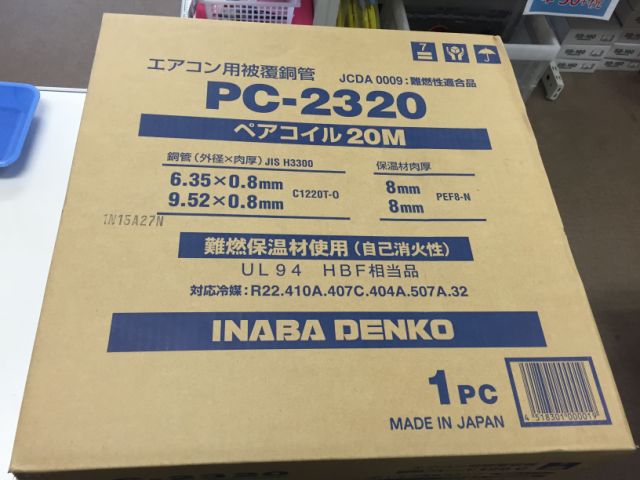 7
エアコン用被覆銅管
JCDA 0009:難燃性適合品
PC-2320
ペアコイル20M
銅管(外径×肉厚) JIS H3300
保温材肉厚
6.35×0.8mm
9.52×0.8mm
C1220T-O
8mm
8mm
PEF8-N
1N15A27N
難燃保温材使用(自己消火性)
UL94 HBF相当品
対応冷媒:R22.410A.407C.404A.507A.32
INABA DENKO
1PC
MADE IN JAPAN
4518301000019